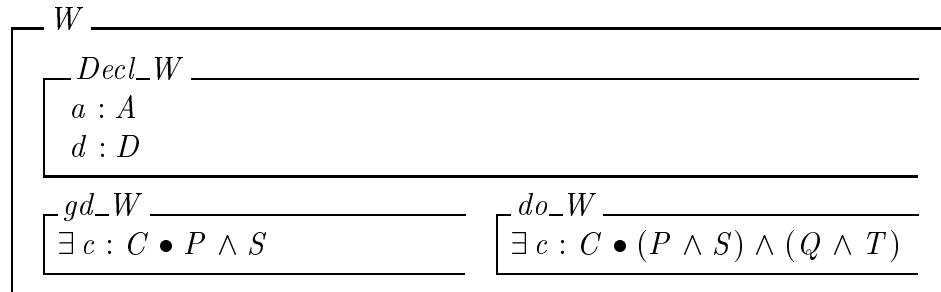 W
Decl_W
a : A
d : D
gd_W
∃ c : C • P ∧ S
do_W
∃ c : C • (P ∧ S) ∧ (Q ∧ T)